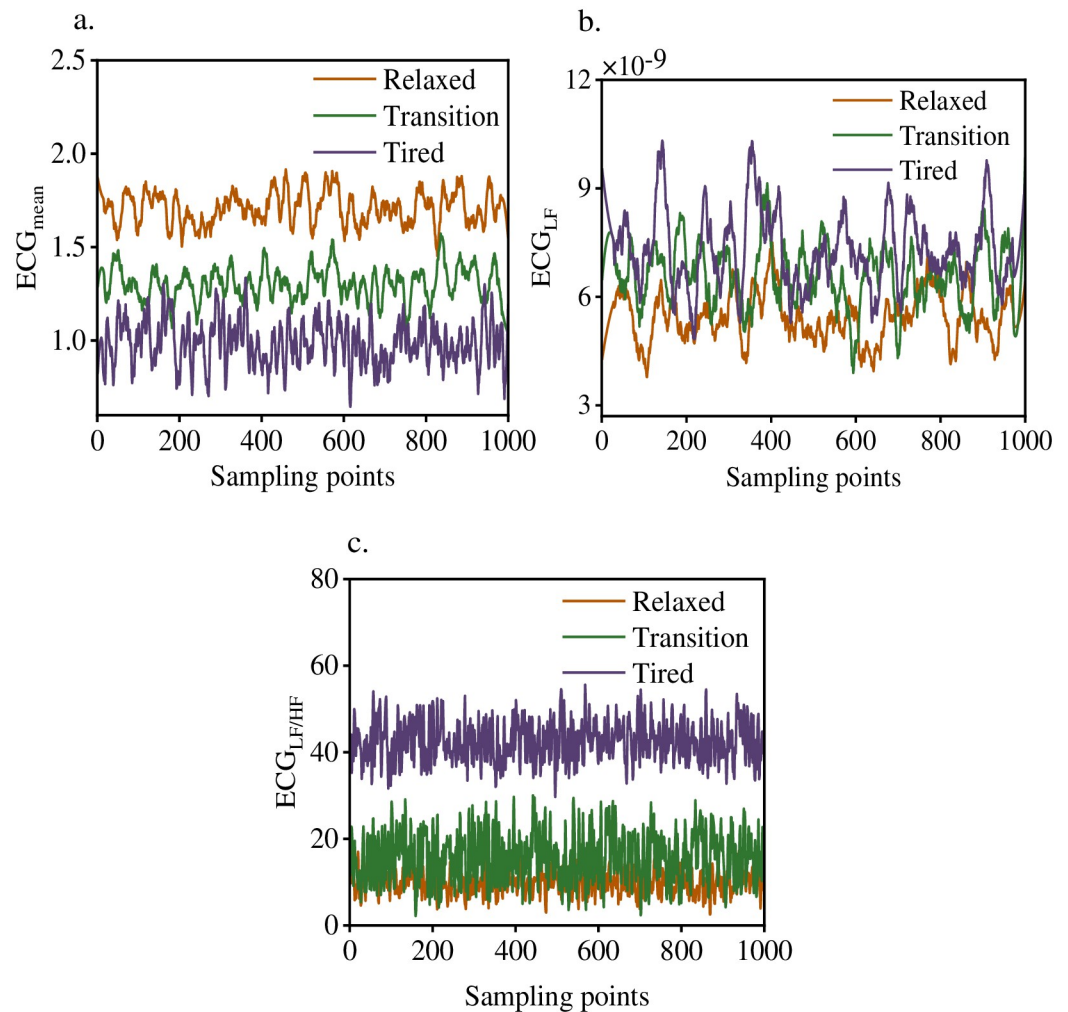 a.
2.5
2.0
1.5
1.0
ECGmean
Relaxed
Transition
Tired
0 200 400 600 800 1000
Sampling points
b.
×10-9
12
9
6
3
ECGLF
Relaxed
Transition
Tired
0 200 400 600 800 1000
Sampling points
c.
80
60
40
20
0
ECGLF/HF
Relaxed
Transition
Tired
0 200 400 600 800 1000
Sampling points